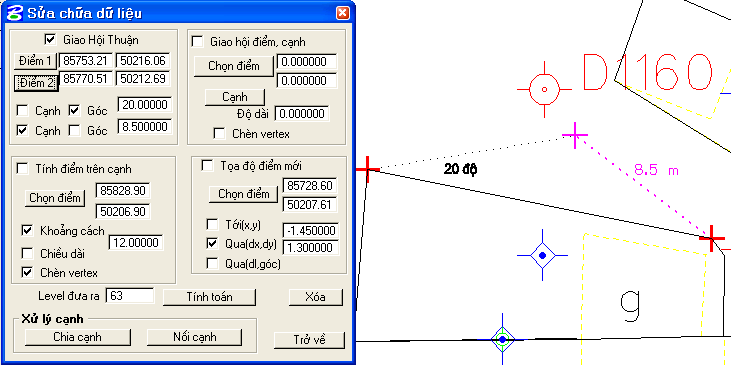 Sửa chữa dữ liệu
Giao Hội Thuận
Điểm 1 85753.21 50216.06
Điểm 2 85770.51 50212.69
Cạnh Góc 20.00000
Cạnh Góc 8.500000
Giao hội điểm, cạnh
Chọn điểm 0.000000
0.000000
Cạnh
Độ dài 0.000000
Chèn vertex
Tính điểm trên cạnh
Chọn điểm 85828.90
50206.90
Khoảng cách 12.00000
Chiều dài
Chèn vertex
Tọa độ điểm mới
Chọn điểm 85728.60
50207.61
Tới(x,y) -1.450000
Qua(dx,dy) 1.300000
Qua(dl,góc)
Level đưa ra 63 Tính toán Xóa
Xử lý cạnh
Chia cạnh Nối cạnh Trở về
D1160
20 độ
8.5 m
g